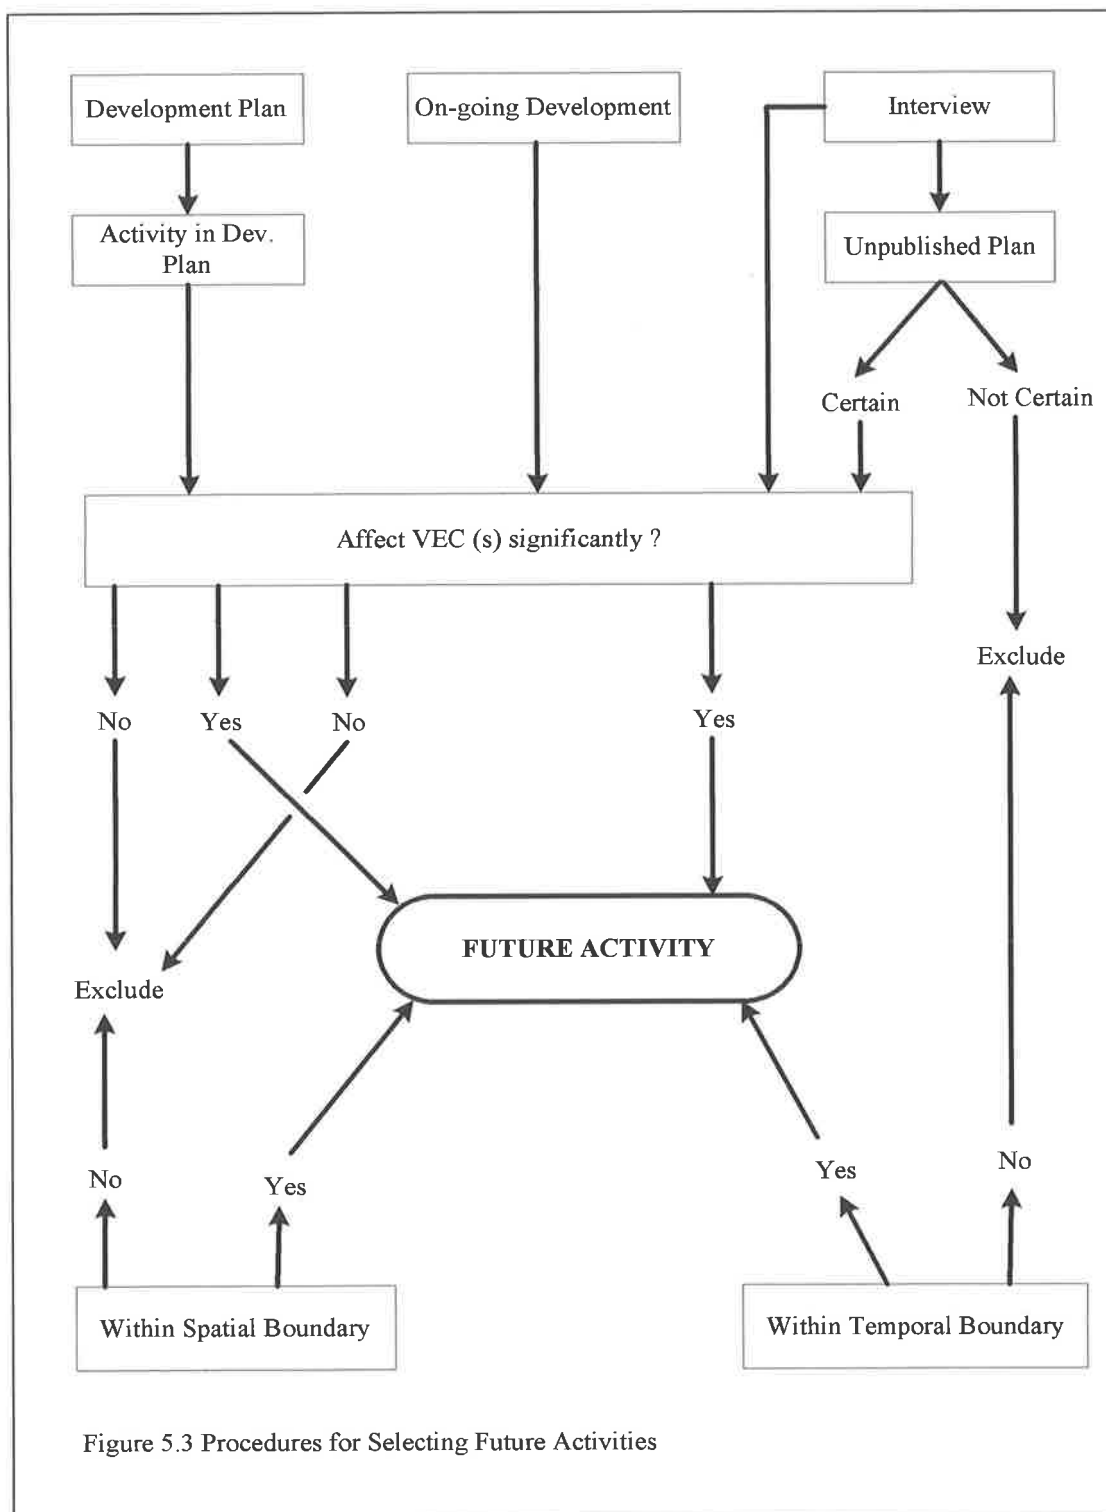 Development Plan
On-going Development
Interview
Activity in Dev.
Plan
Unpublished Plan
Certain
Not Certain
Affect VEC (s) significantly ?
Exclude
No
Yes
No
Yes
FUTURE ACTIVITY
Exclude
No
Yes
Yes
No
Within Spatial Boundary
Within Temporal Boundary
Figure 5.3 Procedures for Selecting Future Activities